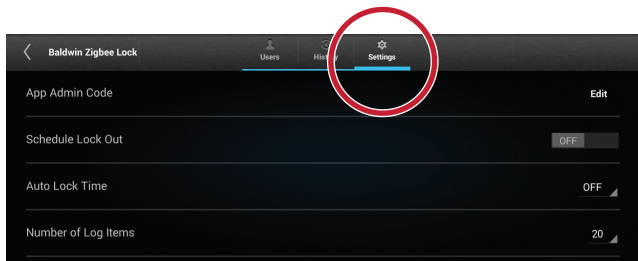 Baldwin Zigbee Lock
Users History Settings
App Admin Code Edit
Schedule Lock Out OFF
Auto Lock Time OFF
Number of Log Items 20